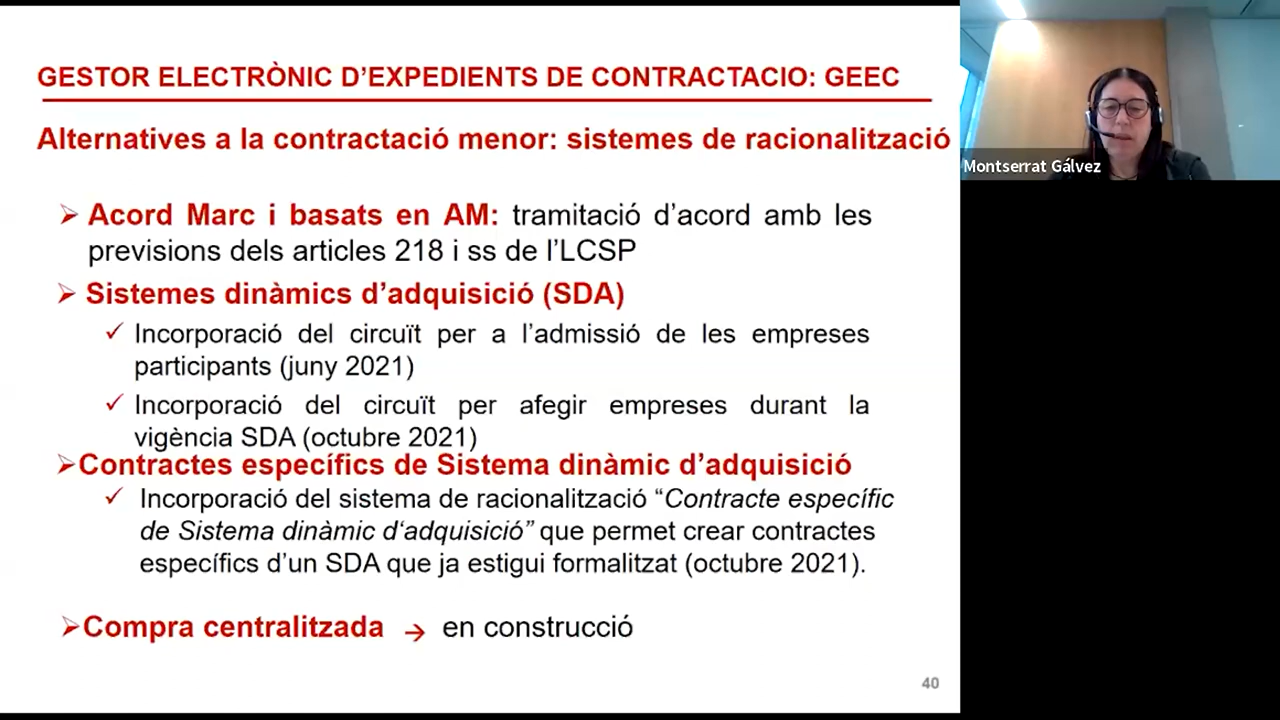 GESTOR ELECTRÒNIC D’EXPEDIENTS DE CONTRACTACIO: GEEC
Alternatives a la contractació menor: sistemes de racionalització
Acord Marc i basats en AM: tramitació d’acord amb les
previsions dels articles 218 i ss de l’LCSP
Sistemes dinàmics d’adquisició (SDA)
Incorporació del circuït per a l’admissió de les empreses
participants (juny 2021)
Incorporació del circuït per afegir empreses durant la
vigència SDA (octubre 2021)
Contractes específics de Sistema dinàmic d’adquisició
Incorporació del sistema de racionalització “Contracte específic
de Sistema dinàmic d‘adquisició” que permet crear contractes
específics d’un SDA que ja estigui formalitzat (octubre 2021).
Compra centralitzada → en construcció
40
Montserrat Gálvez